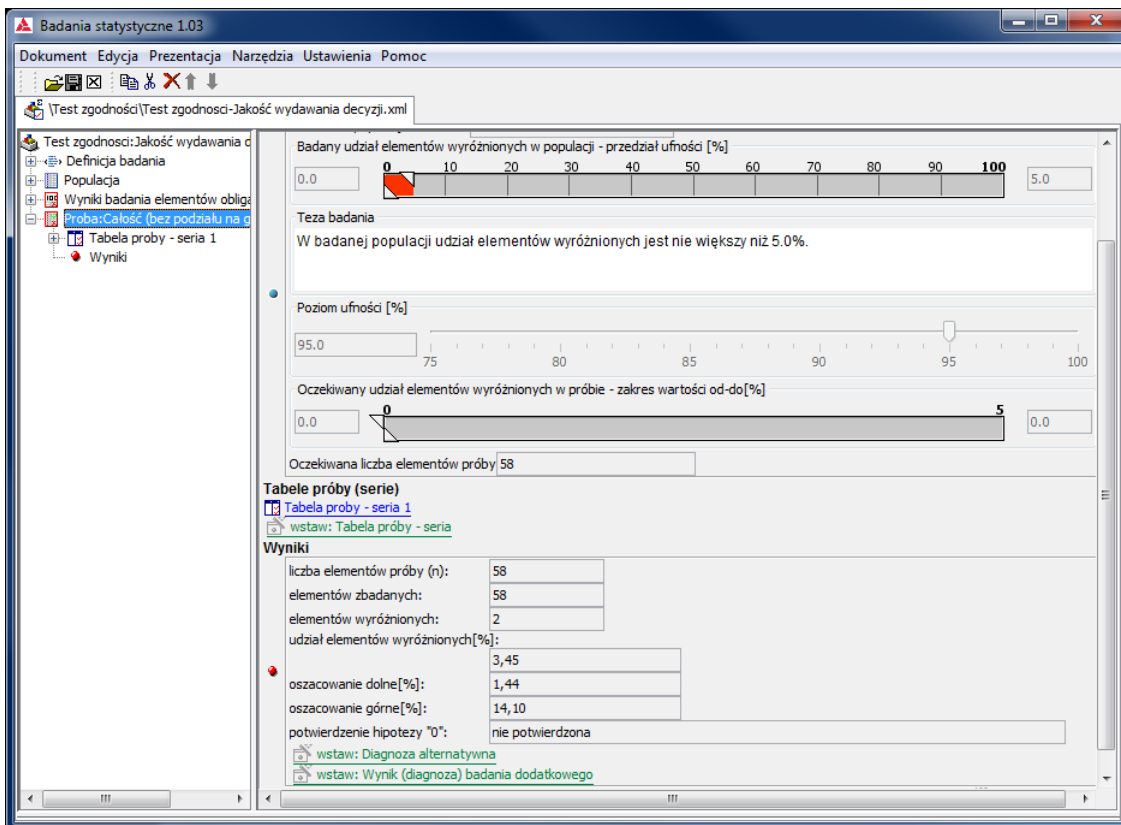 Badania statystyczne 1.03
Dokument Edycja Prezentacja Narzędzia Ustawienia Pomoc
\Test zgodności\Test zgodnosci-Jakość wydawania decyzji.xml
Test zgodnosci:Jakość wydawania d
Definicja badania
Populacja
Wyniki badania elementów obliga
Proba:Całość (bez podziału na g
Tabela proby - seria 1
Wyniki
Badany udział elementów wyróżnionych w populacji - przedział ufności [%]
0.0
0 10 20 30 40 50 60 70 80 90 100
5.0
Teza badania
W badanej populacji udział elementów wyróżnionych jest nie większy niż 5.0%.
Poziom ufności [%]
95.0
75 80 85 90 95 100
Oczekiwany udział elementów wyróżnionych w próbie - zakres wartości od-do[%]
0.0
0 5
0.0
Oczekiwana liczba elementów próby 58
Tabele próby (serie)
Tabela proby - seria 1
wstaw: Tabela próby - seria
Wyniki
liczba elementów próby (n): 58
elementów zbadanych: 58
elementów wyróżnionych: 2
udział elementów wyróżnionych[%]:
3,45
oszacowanie dolne[%]: 1,44
oszacowanie górne[%]: 14,10
potwierdzenie hipotezy "0": nie potwierdzona
wstaw: Diagnoza alternatywna
wstaw: Wynik (diagnoza) badania dodatkowego